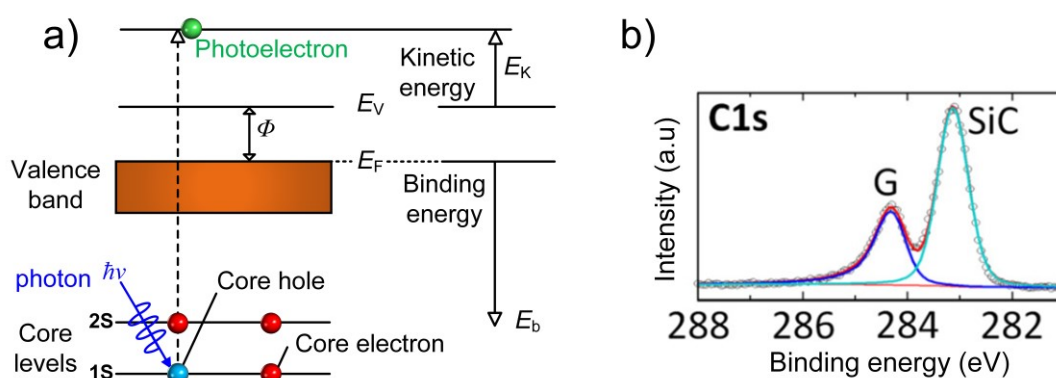 a)
Photoelectron
Kinetic
energy
E_K
E_V
Φ
E_F
Valence
band
Binding
energy
photon ℏν
Core hole
2S
E_b
Core
levels
Core electron
1S
b)
C1s
SiC
G
Intensity (a.u)
288 286 284 282
Binding energy (eV)